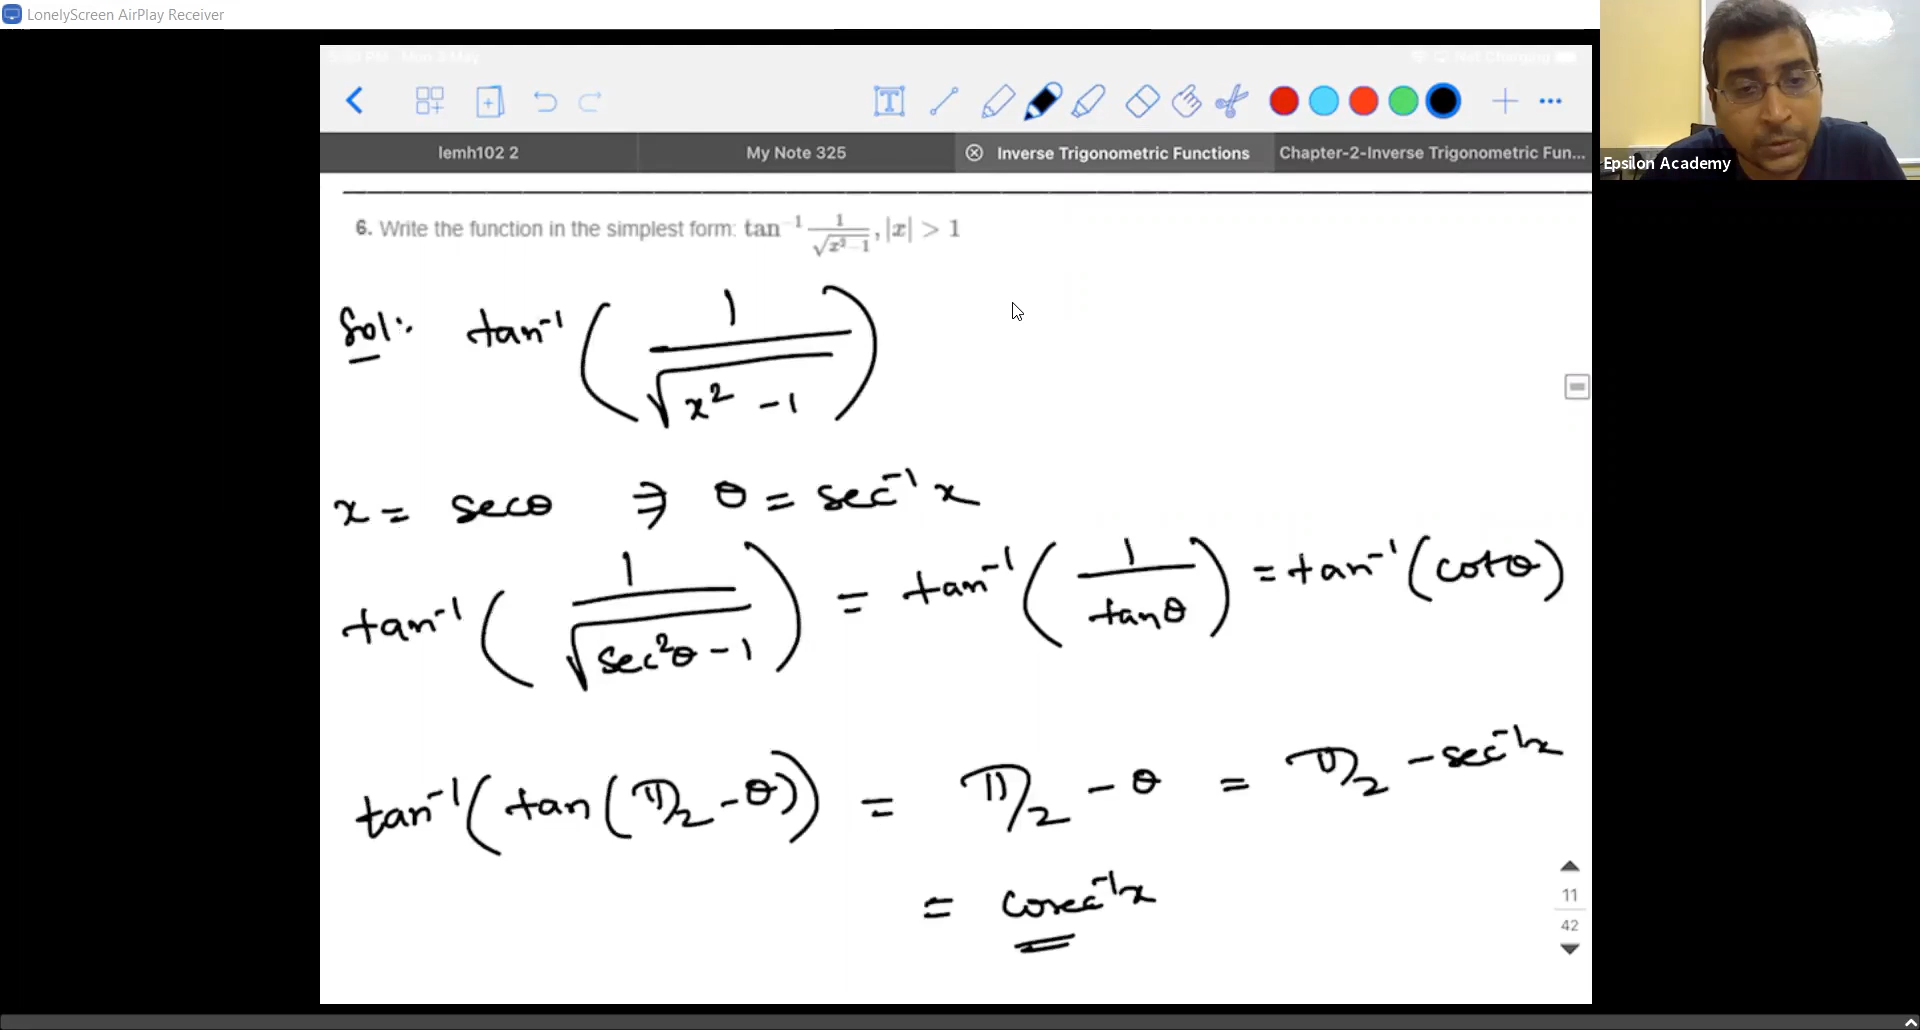 LonelyScreen AirPlay Receiver
Epsilon Academy
lemh102 2
My Note 325
Inverse Trigonometric Functions
Chapter-2-Inverse Trigonometric Fun...
6. Write the function in the simplest form: tan⁻¹ 1/√(x²−1), |x| > 1
Sol: tan⁻¹ (1/√(x² − 1))
x = secθ ⇒ θ = sec⁻¹ x
tan⁻¹ (1/√(sec²θ − 1)) = tan⁻¹ (1/tanθ) = tan⁻¹ (cotθ)
tan⁻¹ (tan (π/2 − θ)) = π/2 − θ = π/2 − sec⁻¹x
= cosec⁻¹x
11
42